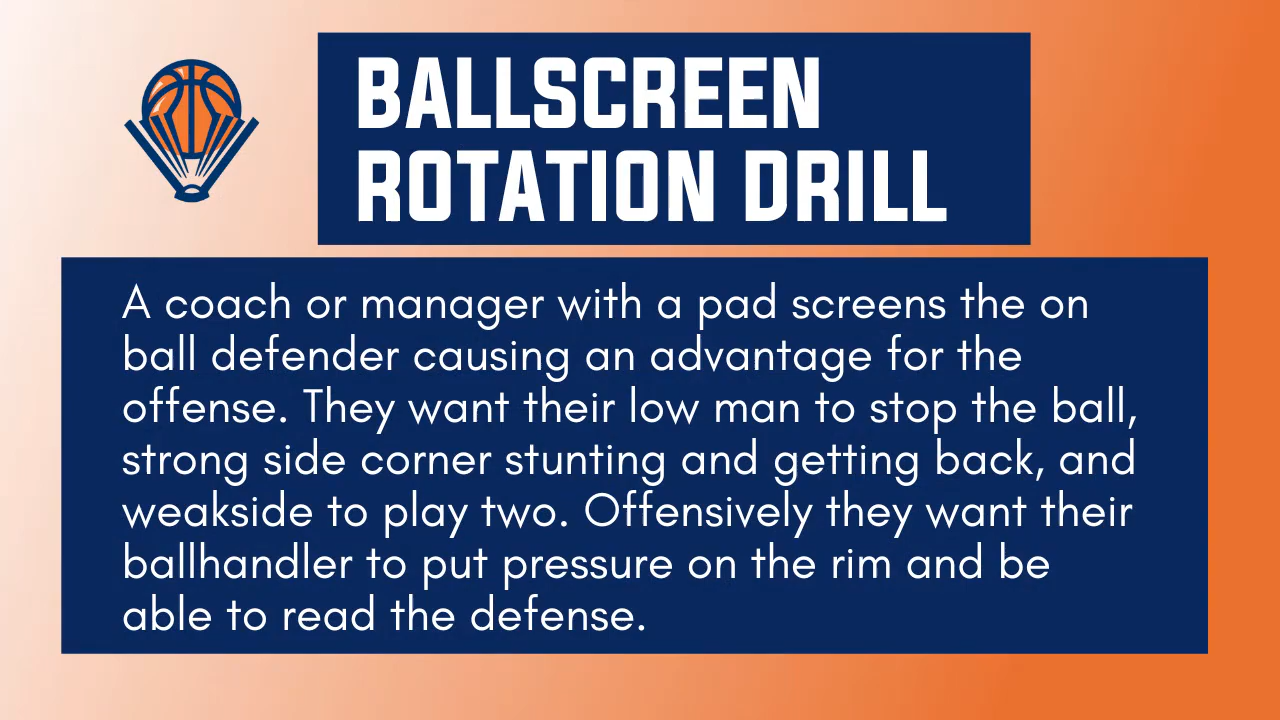 BALLSCREEN
ROTATION DRILL
A coach or manager with a pad screens the on
ball defender causing an advantage for the
offense. They want their low man to stop the ball,
strong side corner stunting and getting back, and
weakside to play two. Offensively they want their
ballhandler to put pressure on the rim and be
able to read the defense.